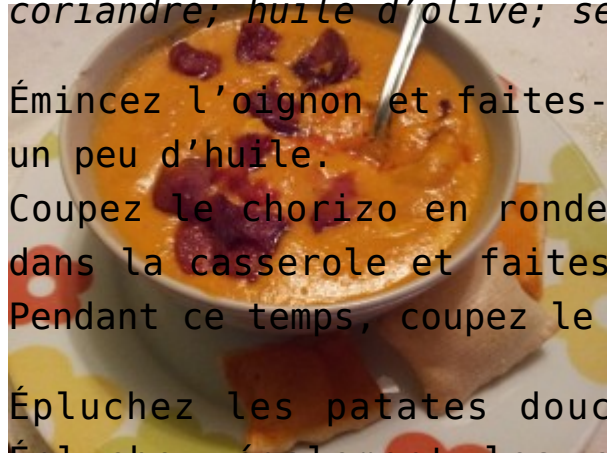 coriandre; huile d’olive; se
Émincez l’oignon et faites-
un peu d’huile.
Coupez le chorizo en ronde
dans la casserole et faites
Pendant ce temps, coupez le
Épluchez les patates douc